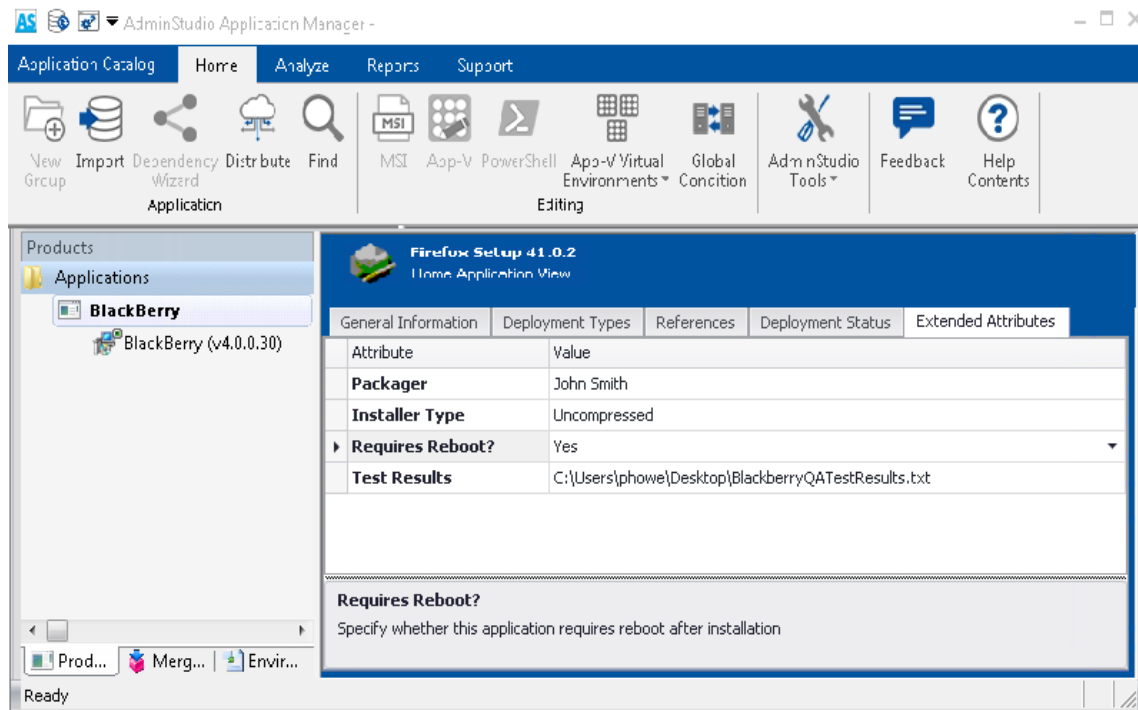 AS AdminStudio Application Manager -
Application Catalog Home Analyze Reports Support
New Group Import Dependency Wizard Distribute Find
MSI
MSI App-V PowerShell App-V Virtual Environments Global Condition
AdminStudio Tools Feedback Help Contents
Application
Editing
Products
Applications
BlackBerry
BlackBerry (v4.0.0.30)
Firefox Setup 41.0.2
Home Application View
General Information Deployment Types References Deployment Status Extended Attributes
Attribute Value
Packager John Smith
Installer Type Uncompressed
Requires Reboot? Yes
Test Results C:\Users\phowe\Desktop\BlackberryQATestResults.txt
Requires Reboot?
Specify whether this application requires reboot after installation
Prod... Merg... Envir...
Ready